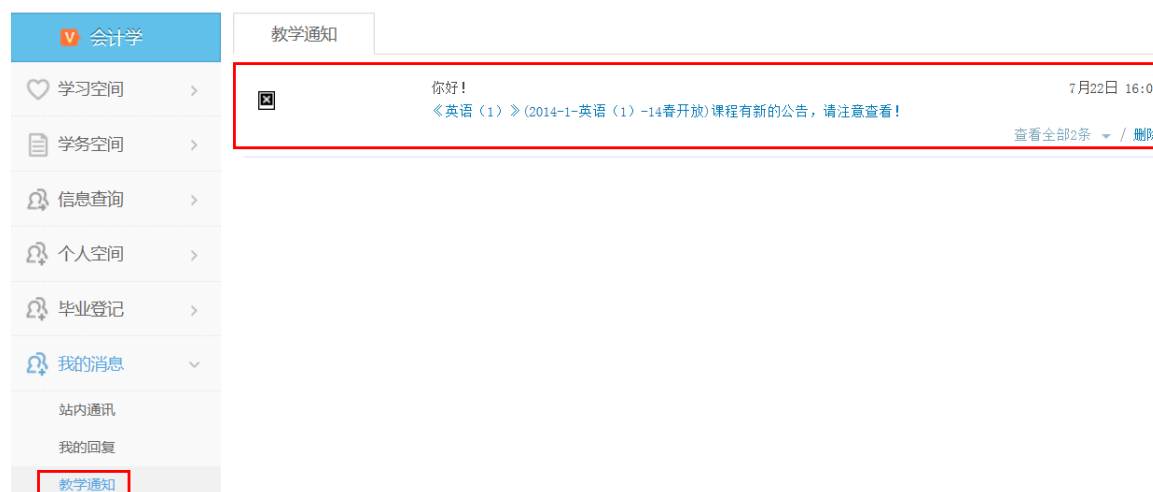 会计学
学习空间
学务空间
信息查询
个人空间
毕业登记
我的消息
站内通讯
我的回复
教学通知
教学通知
你好！
7月22日 16:0
《英语（1）》(2014-1-英语（1）-14春开放)课程有新的公告，请注意查看！
查看全部2条 / 删除